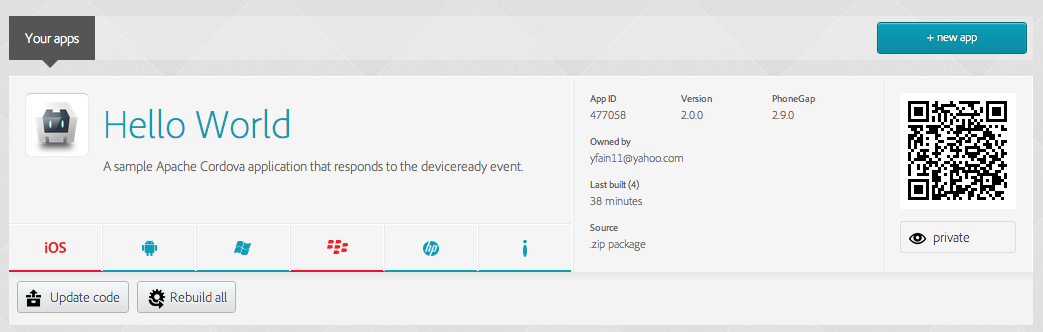 Your apps
+ new app
Hello World
A sample Apache Cordova application that responds to the deviceready event.
App ID
Version
PhoneGap
477058
2.0.0
2.9.0
Owned by
yfain11@yahoo.com
Last built (4)
38 minutes
Source
.zip package
private
iOS
hp
Update code
Rebuild all